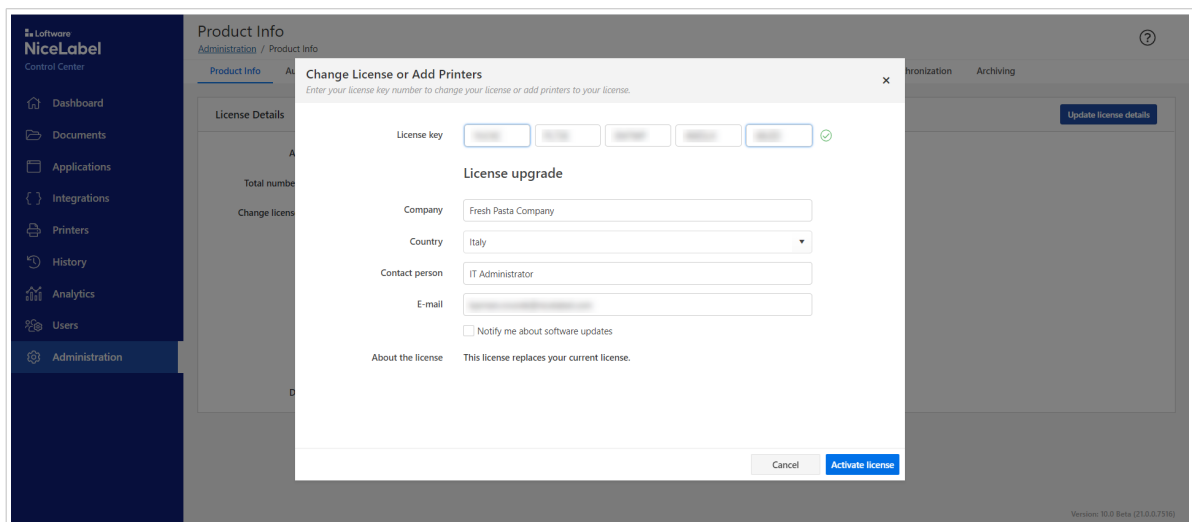 Loftware
NiceLabel
Control Center
Dashboard
Documents
Applications
Integrations
Printers
History
Analytics
Users
Administration
Product Info
Administration / Product Info
Product Info
Au
hronization
Archiving
License Details
Update license details
A
Total numbe
Change licens
D
Change License or Add Printers
Enter your license key number to change your license or add printers to your license.
License key
License upgrade
Company
Fresh Pasta Company
Country
Italy
Contact person
IT Administrator
E-mail
Notify me about software updates
About the license
This license replaces your current license.
Cancel
Activate license
Version: 10.0 Beta (21.0.0.7536)